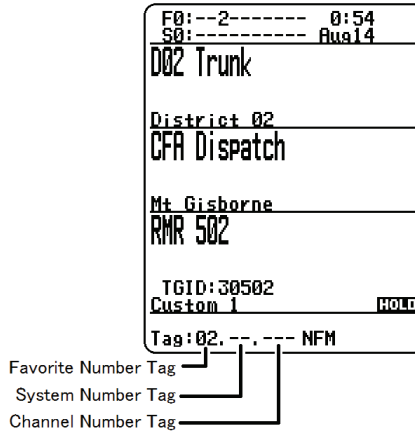 F0:--2------- 0:54
S0:---------- Aug14
D02 Trunk
District 02
CFA Dispatch
Mt Gisborne
RMR 502
TGID:30502
Custom 1 HOLD
Tag:02.--.--- NFM
Favorite Number Tag
System Number Tag
Channel Number Tag